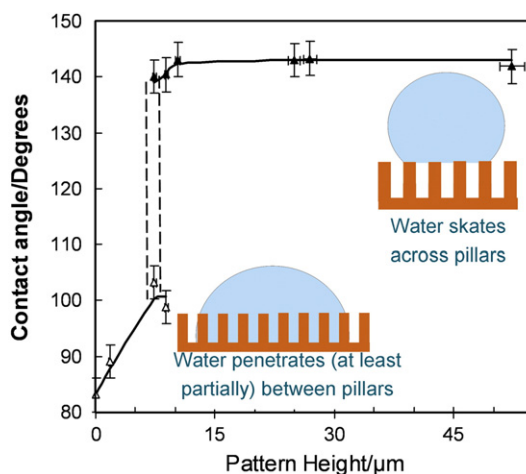 150
140
130
120
110
100
90
80
0
15
30
45
Contact angle/Degrees
Pattern Height/µm
Water skates
across pillars
Water penetrates (at least
partially) between pillars